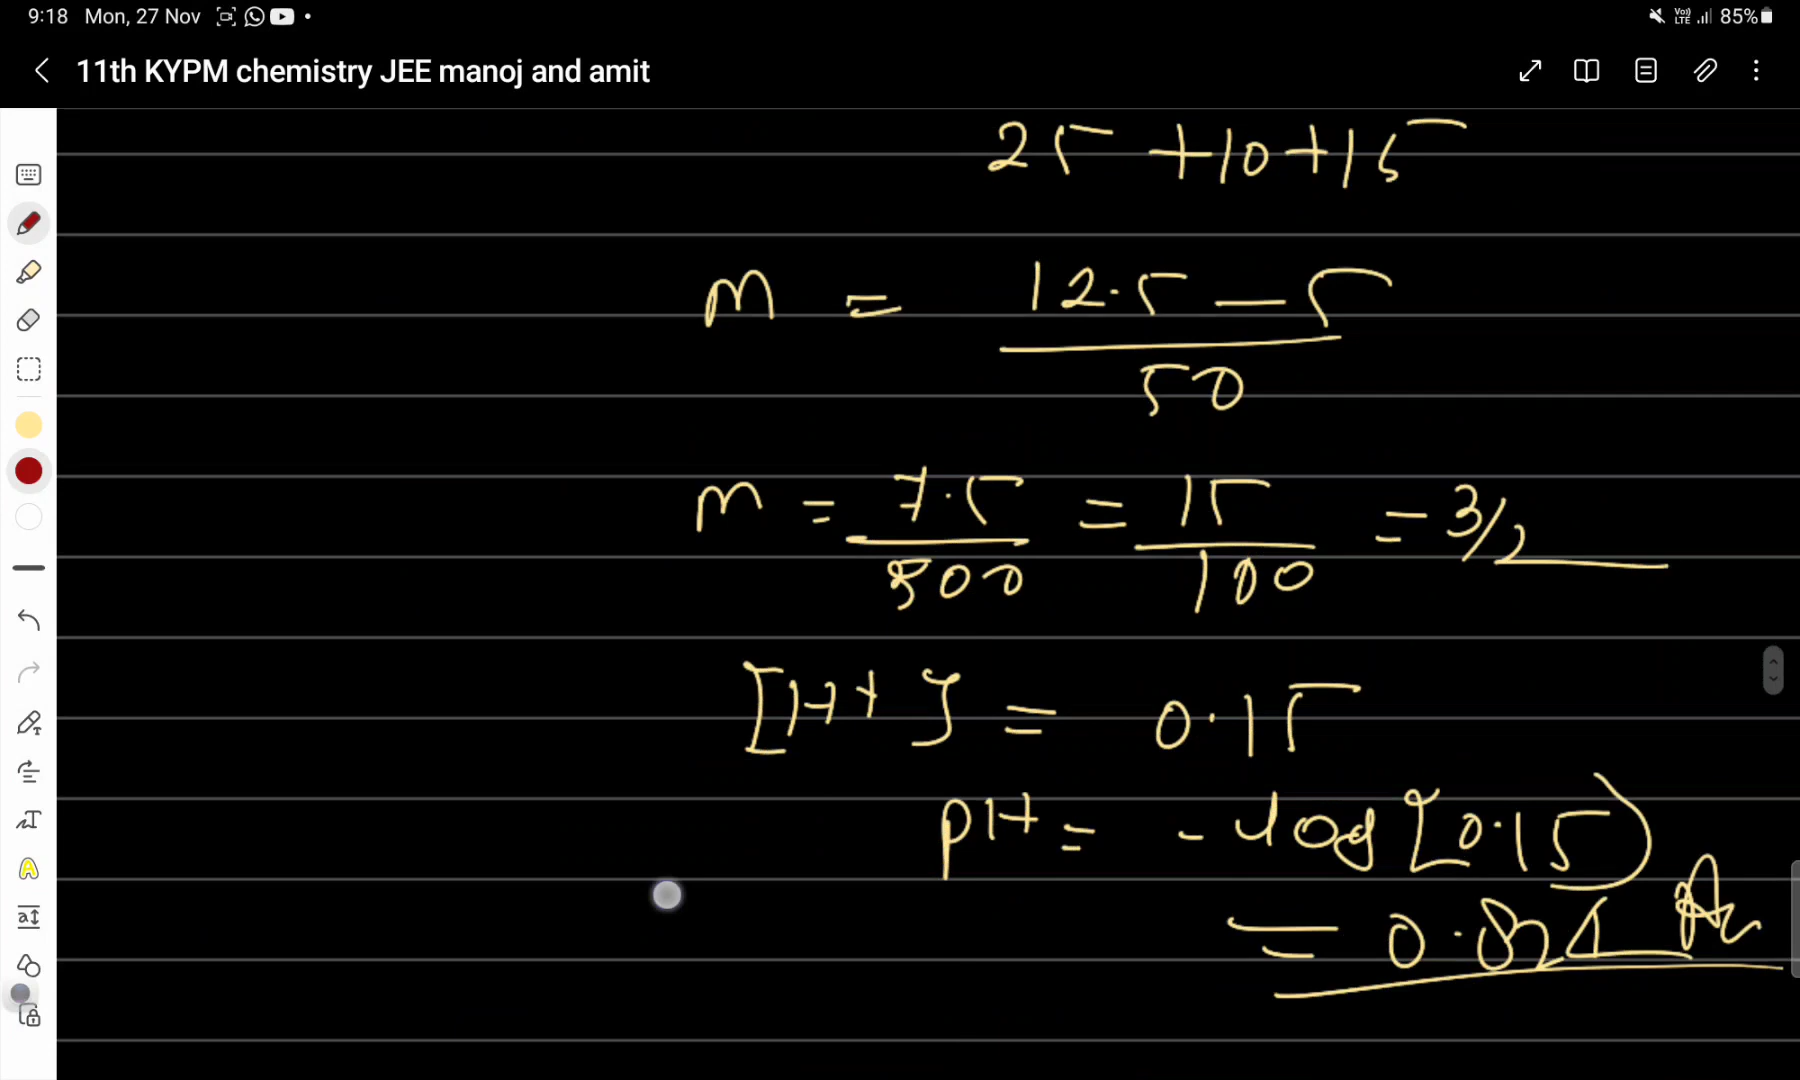 9:18 Mon, 27 Nov 85%
11th KYPM chemistry JEE manoj and amit
25 + 10 + 15
m = 12.5 - 5
50
m = 7.5 = 15 = 3/2
500 100
[H+] = 0.15
pH = - log [0.15)
= 0.824